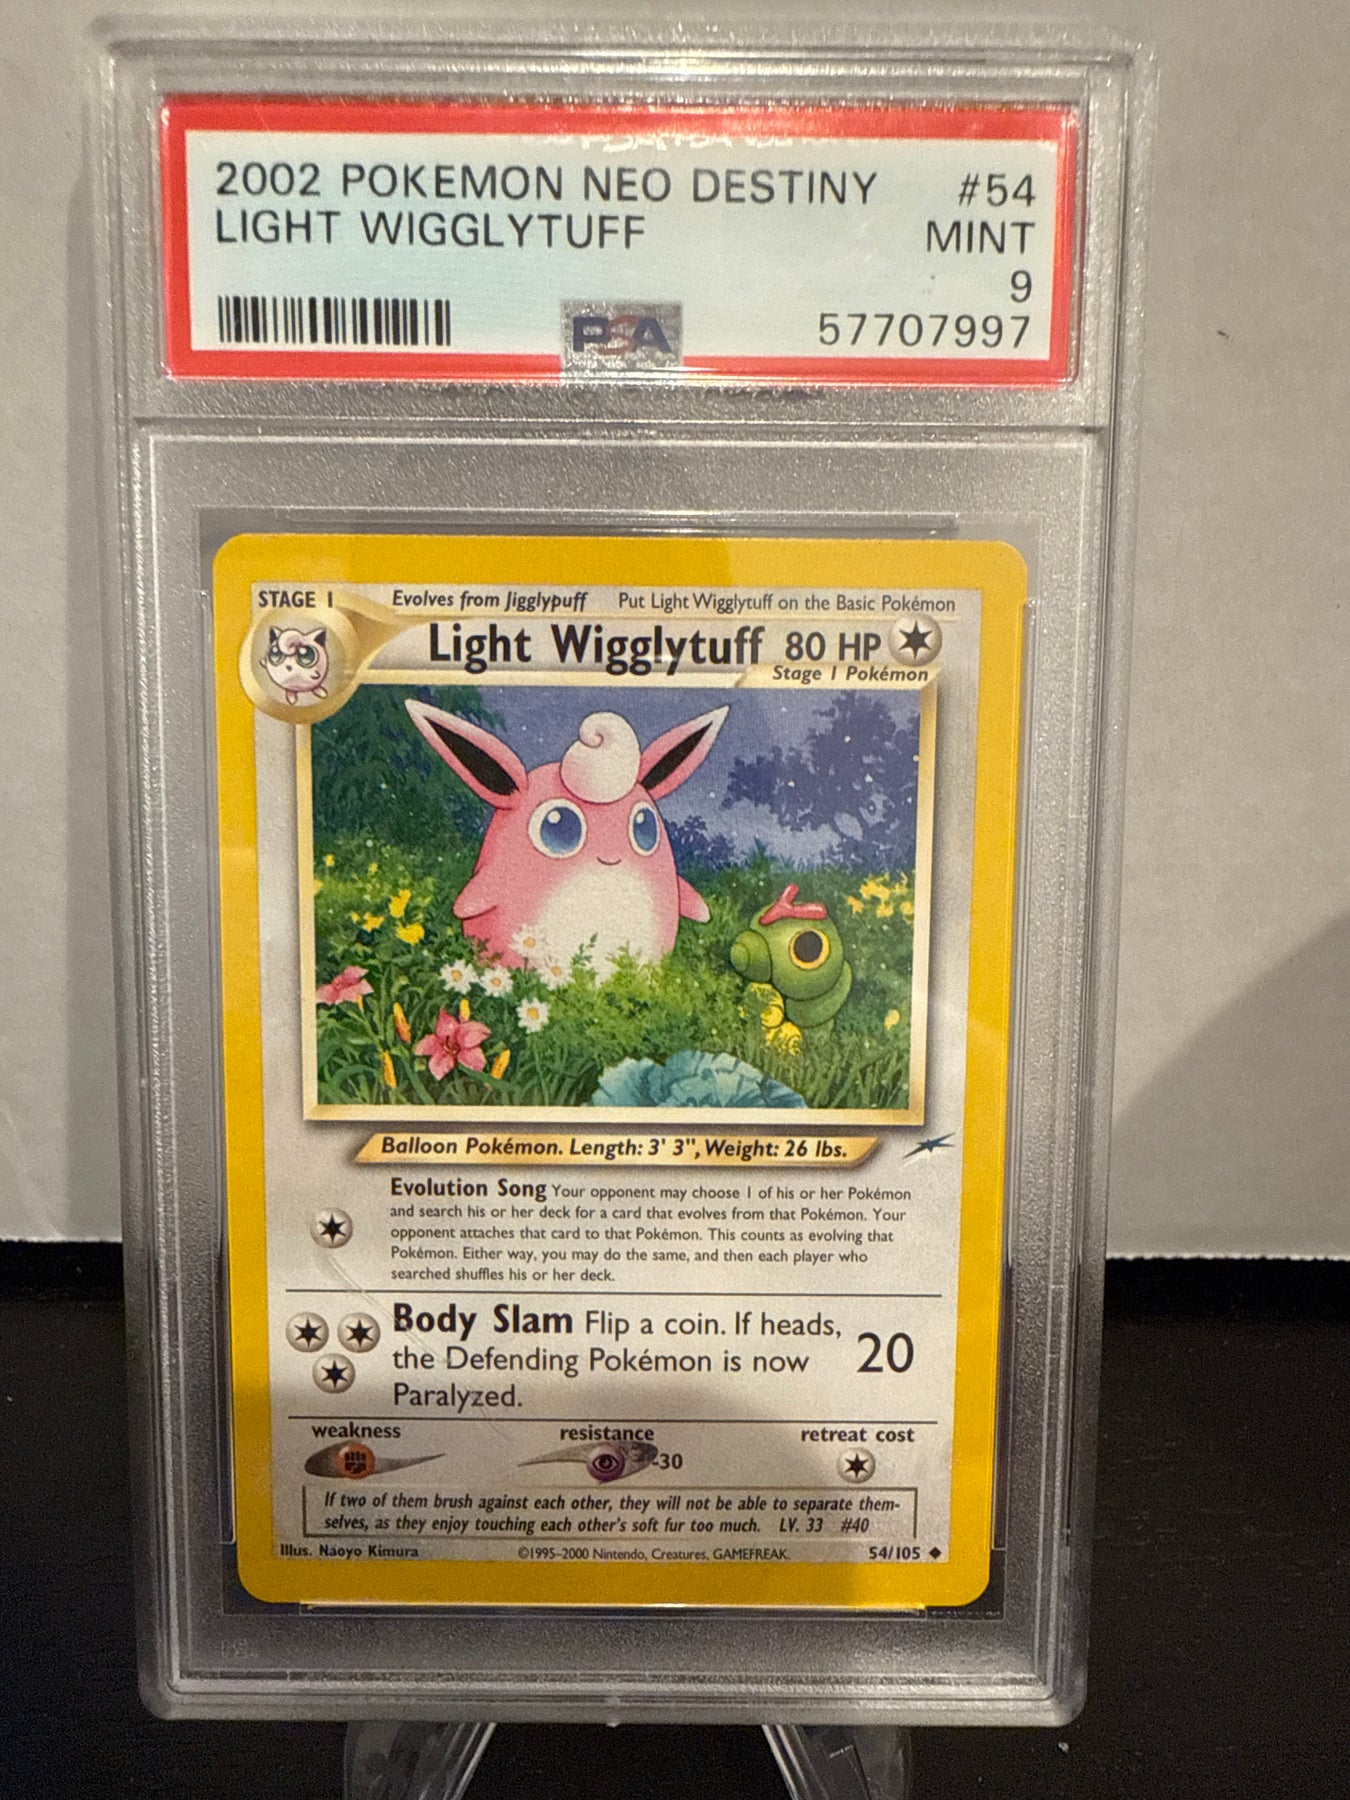 2002 POKEMON NEO DESTINY #54
LIGHT WIGGLYTUFF MINT
9
PSA 57707997
STAGE 1 Evolves from Jigglypuff Put Light Wigglytuff on the Basic Pokémon
Light Wigglytuff 80 HP
Stage 1 Pokémon
Balloon Pokémon. Length: 3' 3", Weight: 26 lbs.
Evolution Song Your opponent may choose 1 of his or her Pokémon
and search his or her deck for a card that evolves from that Pokémon. Your
opponent attaches that card to that Pokémon. This counts as evolving that
Pokémon. Either way, you may do the same, and then each player who
searched shuffles his or her deck.
Body Slam Flip a coin. If heads,
the Defending Pokémon is now 20
Paralyzed.
weakness resistance retreat cost
-30
If two of them brush against each other, they will not be able to separate them-
selves, as they enjoy touching each other's soft fur too much. LV. 33 #40
Illus. Naoyo Kimura ©1995–2000 Nintendo, Creatures, GAMEFREAK. 54/105